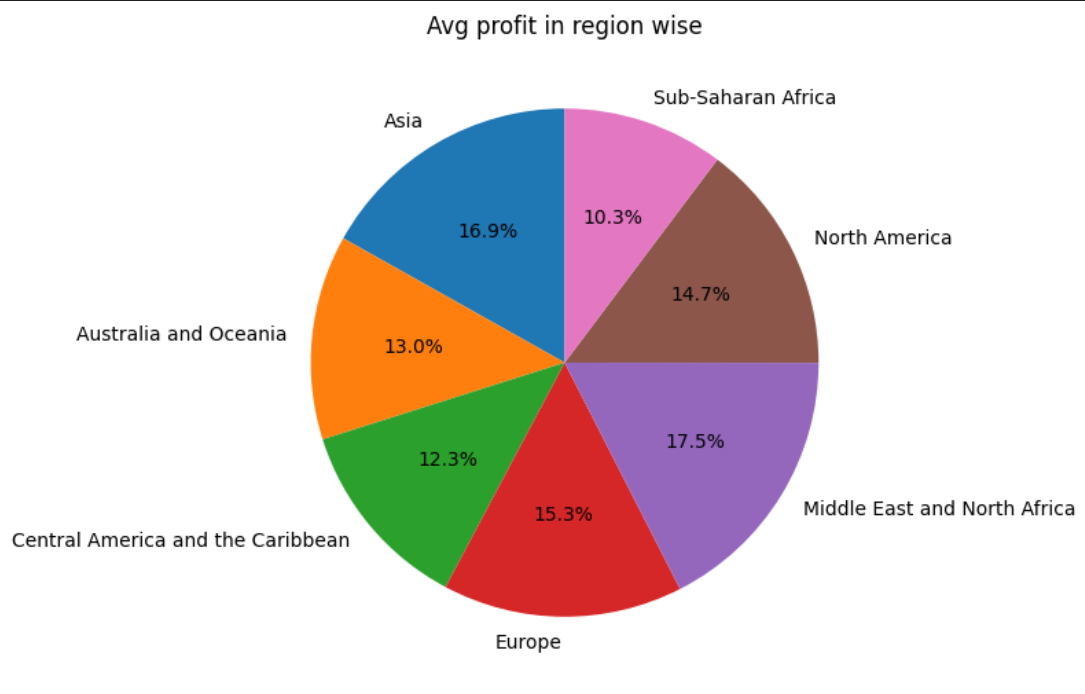 Avg profit in region wise
Sub-Saharan Africa
Asia
10.3%
16.9%
North America
14.7%
Australia and Oceania
13.0%
17.5%
12.3%
Middle East and North Africa
15.3%
Central America and the Caribbean
Europe